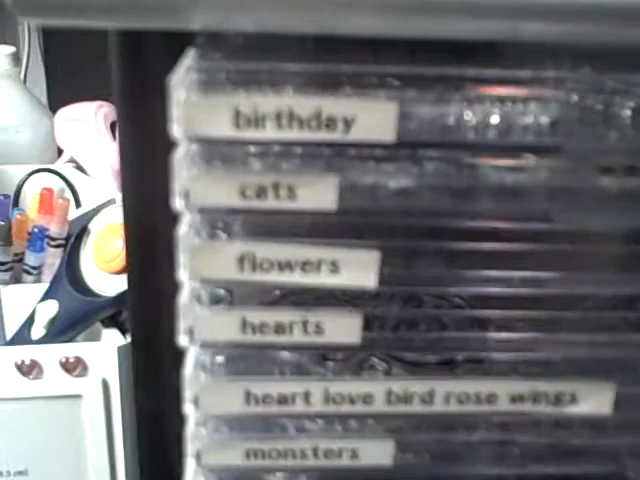 birthday
cats
flowers
hearts
heart love bird rose wings
monsters